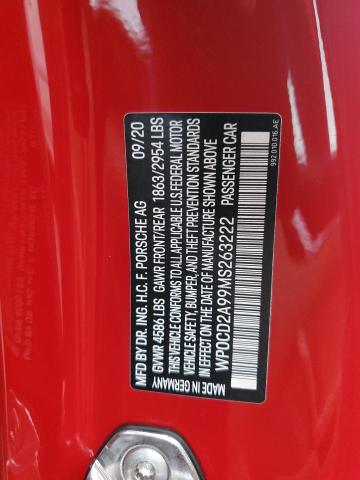 09/20
MFD BY DR. ING. H.C. F. PORSCHE AG
GVWR 4586 LBS GAWR FRONT/REAR 1863/2954 LBS
THIS VEHICLE CONFORMS TO ALL APPLICABLE U.S.FEDERAL MOTOR
VEHICLE SAFETY, BUMPER, AND THEFT PREVENTION STANDARDS
IN EFFECT ON THE DATE OF MANUFACTURE SHOWN ABOVE
WP0CD2A99MS263222 PASSENGER CAR
MADE IN GERMANY
992.010.016.AE